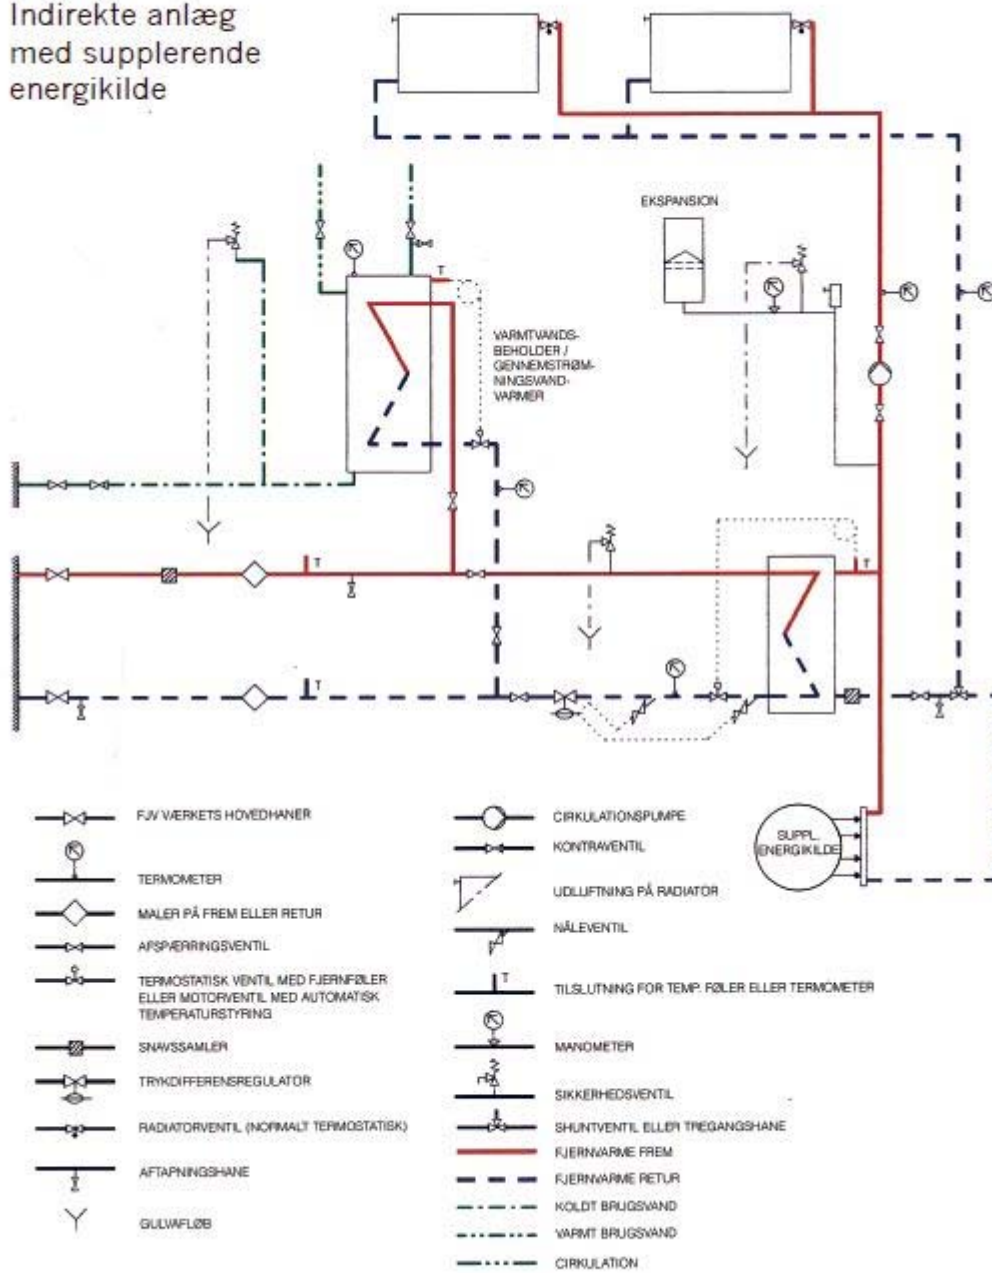 Indirekte anlæg
med supplerende
energikilde
EKSPANSION
T
VARMTVANDS-
BEHOLDER /
GENNEMSTRØM-
NINGSVAND-
VARMER
T
T
T
SUPPL.
ENERGIKILDE
FJV VÆRKETS HOVEDHANER
TERMOMETER
MALER PÅ FREM ELLER RETUR
AFSPÆRRINGSVENTIL
TERMOSTATISK VENTIL MED FJERNFØLER
ELLER MOTORVENTIL MED AUTOMATISK
TEMPERATURSTYRING
SNAVSSAMLER
TRYKDIFFERENSREGULATOR
RADIATORVENTIL (NORMALT TERMOSTATISK)
AFTAPNINGSHANE
GULVAFLØB
CIRKULATIONSPUMPE
KONTRAVENTIL
UDLUFTNING PÅ RADIATOR
NÅLEVENTIL
T
TILSLUTNING FOR TEMP. FØLER ELLER TERMOMETER
MANOMETER
SIKKERHEDSVENTIL
SHUNTVENTIL ELLER TREGANGSHANE
FJERNVARME FREM
FJERNVARME RETUR
KOLDT BRUGSVAND
VARMT BRUGSVAND
CIRKULATION